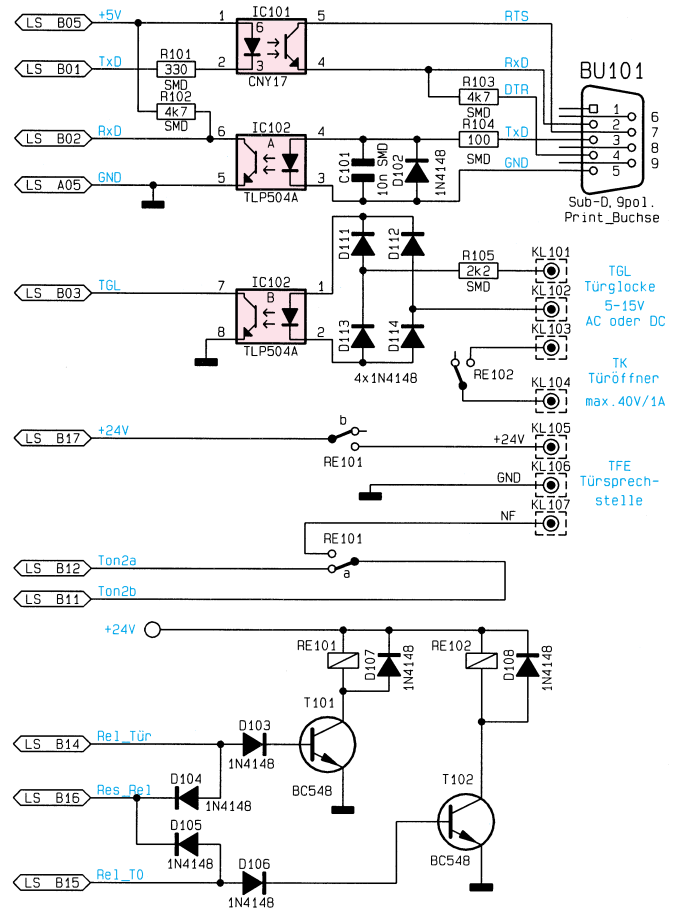 IC101
LS B05 +5V 1 6 5 RTS
LS B01 TxD R101 330 SMD 2 3 4 RxD
CNY17
BU101
R102 4k7 SMD
R103 4k7 SMD DTR
LS B02 RxD 6 IC102 A 4 R104 100 SMD TxD
C101 10n SMD D102 1N4148
LS A05 GND 5 3 GND
TLP504A
1 6
2 7
3 8
4 9
5
Sub-D, 9pol.
Print_Buchse
D111 D112
R105 2k2 SMD
KL101
TGL
Türglocke
KL102
5-15V
AC oder DC
LS B03 TGL 7 IC102 B 1
8 2
TLP504A
D113 D114
4x1N4148
KL103
RE102
TK
Türöffner
KL104
max.40V/1A
LS B17 +24V b
RE101
+24V KL105
TFE
Türsprech-
stelle
GND KL106
NF KL107
RE101
LS B12 Ton2a a
LS B11 Ton2b
+24V
RE101 D107 1N4148 RE102 D108 1N4148
T101
LS B14 Rel_Tür D103 1N4148
BC548
LS B16 Res_Rel D104 1N4148
T102
D105 1N4148
BC548
LS B15 Rel_TO D106 1N4148